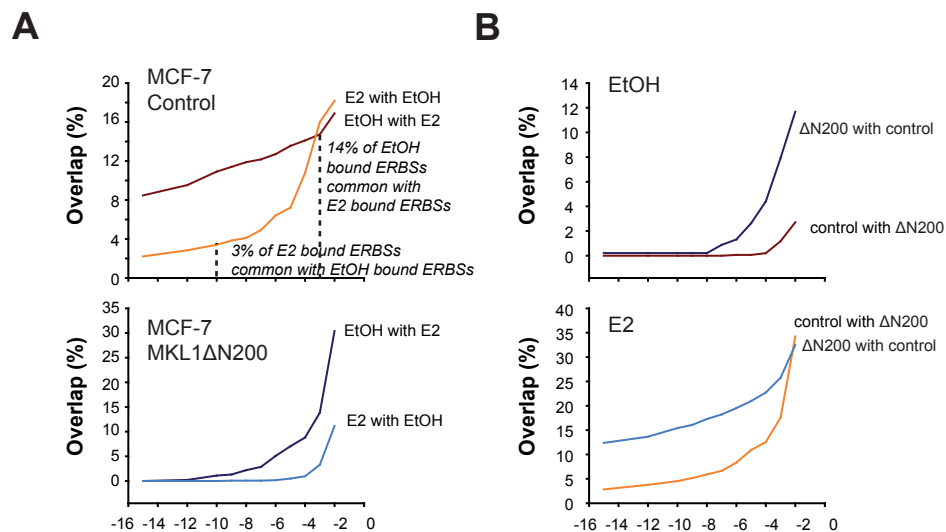 A
MCF-7
Control
Overlap (%)
20
16
12
8
4
0
E2 with EtOH
EtOH with E2
14% of EtOH
bound ERBSs
common with
E2 bound ERBSs
3% of E2 bound ERBSs
common with EtOH bound ERBSs
MCF-7
MKL1ΔN200
Overlap (%)
35
30
25
20
15
10
5
0
EtOH with E2
E2 with EtOH
-16 -14 -12 -10 -8 -6 -4 -2 0
B
EtOH
Overlap (%)
14
12
10
8
6
4
2
0
ΔN200 with control
control with ΔN200
E2
Overlap (%)
40
35
30
25
20
15
10
5
0
control with ΔN200
ΔN200 with control
-16 -14 -12 -10 -8 -6 -4 -2 0